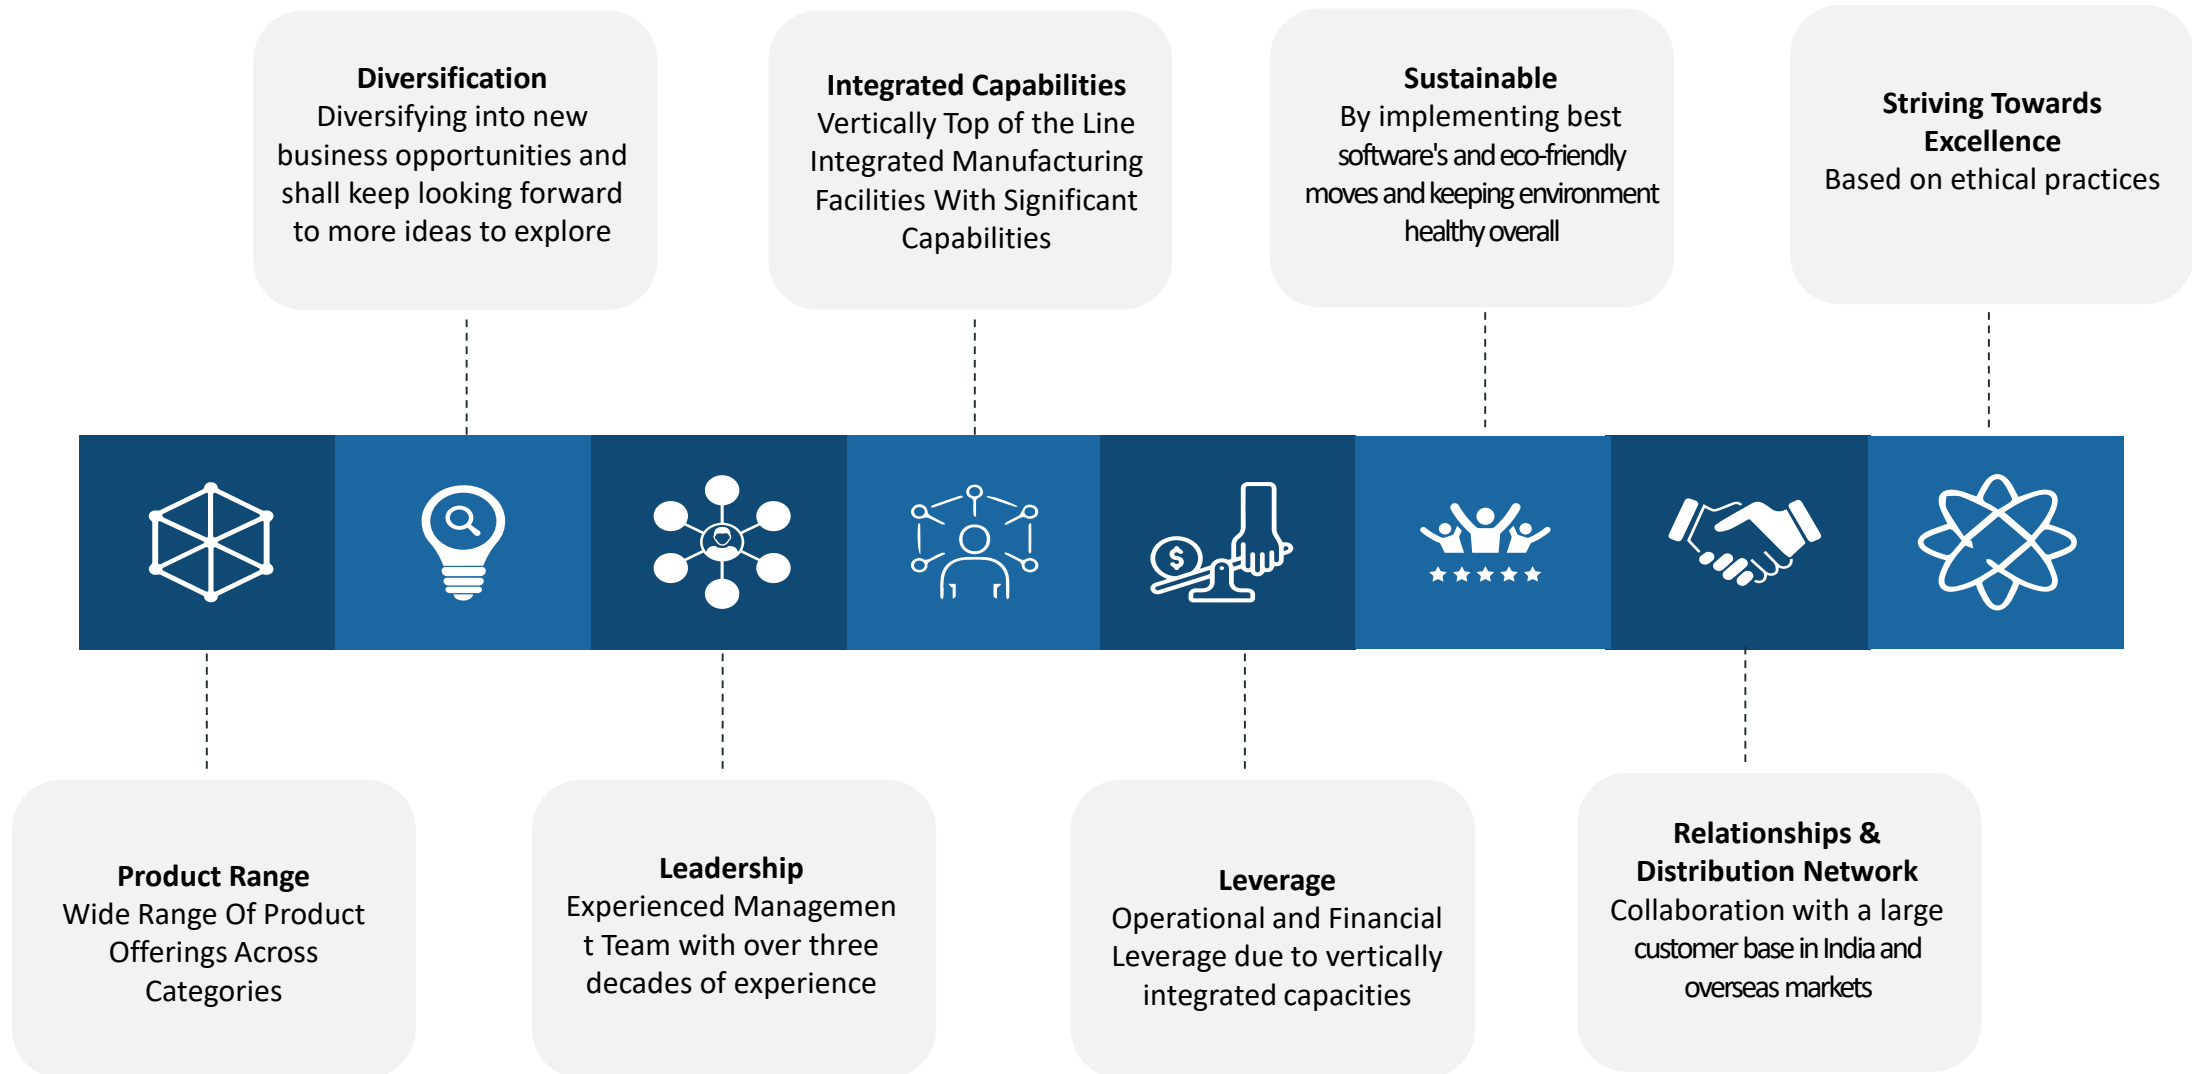 Diversification
Diversifying into new
business opportunities and
shall keep looking forward
to more ideas to explore
Integrated Capabilities
Vertically Top of the Line
Integrated Manufacturing
Facilities With Significant
Capabilities
Sustainable
By implementing best
software's and eco-friendly
moves and keeping environment
healthy overall
Striving Towards
Excellence
Based on ethical practices
$
Product Range
Wide Range Of Product
Offerings Across
Categories
Leadership
Experienced Managemen
t Team with over three
decades of experience
Leverage
Operational and Financial
Leverage due to vertically
integrated capacities
Relationships &
Distribution Network
Collaboration with a large
customer base in India and
overseas markets